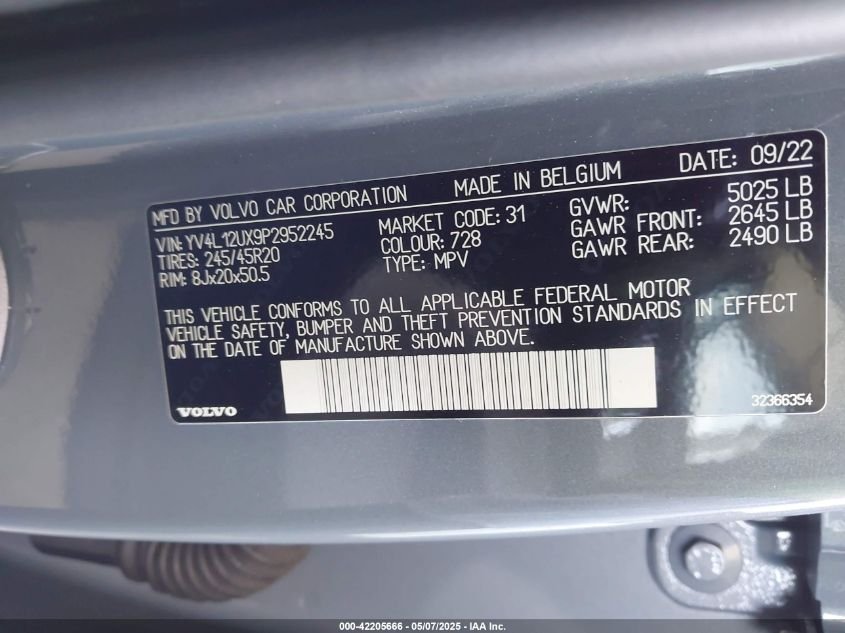 MFD BY VOLVO CAR CORPORATION MADE IN BELGIUM DATE: 09/22
VIN: YV4L12UX9P2952245 MARKET CODE: 31 GVWR: 5025 LB
TIRES: 245/45R20 COLOUR: 728 GAWR FRONT: 2645 LB
RIM: 8Jx20x50.5 TYPE: MPV GAWR REAR: 2490 LB
THIS VEHICLE CONFORMS TO ALL APPLICABLE FEDERAL MOTOR
VEHICLE SAFETY, BUMPER AND THEFT PREVENTION STANDARDS IN EFFECT
ON THE DATE OF MANUFACTURE SHOWN ABOVE.
VOLVO 32366354
000-42205666 - 05/07/2025 - IAA Inc.